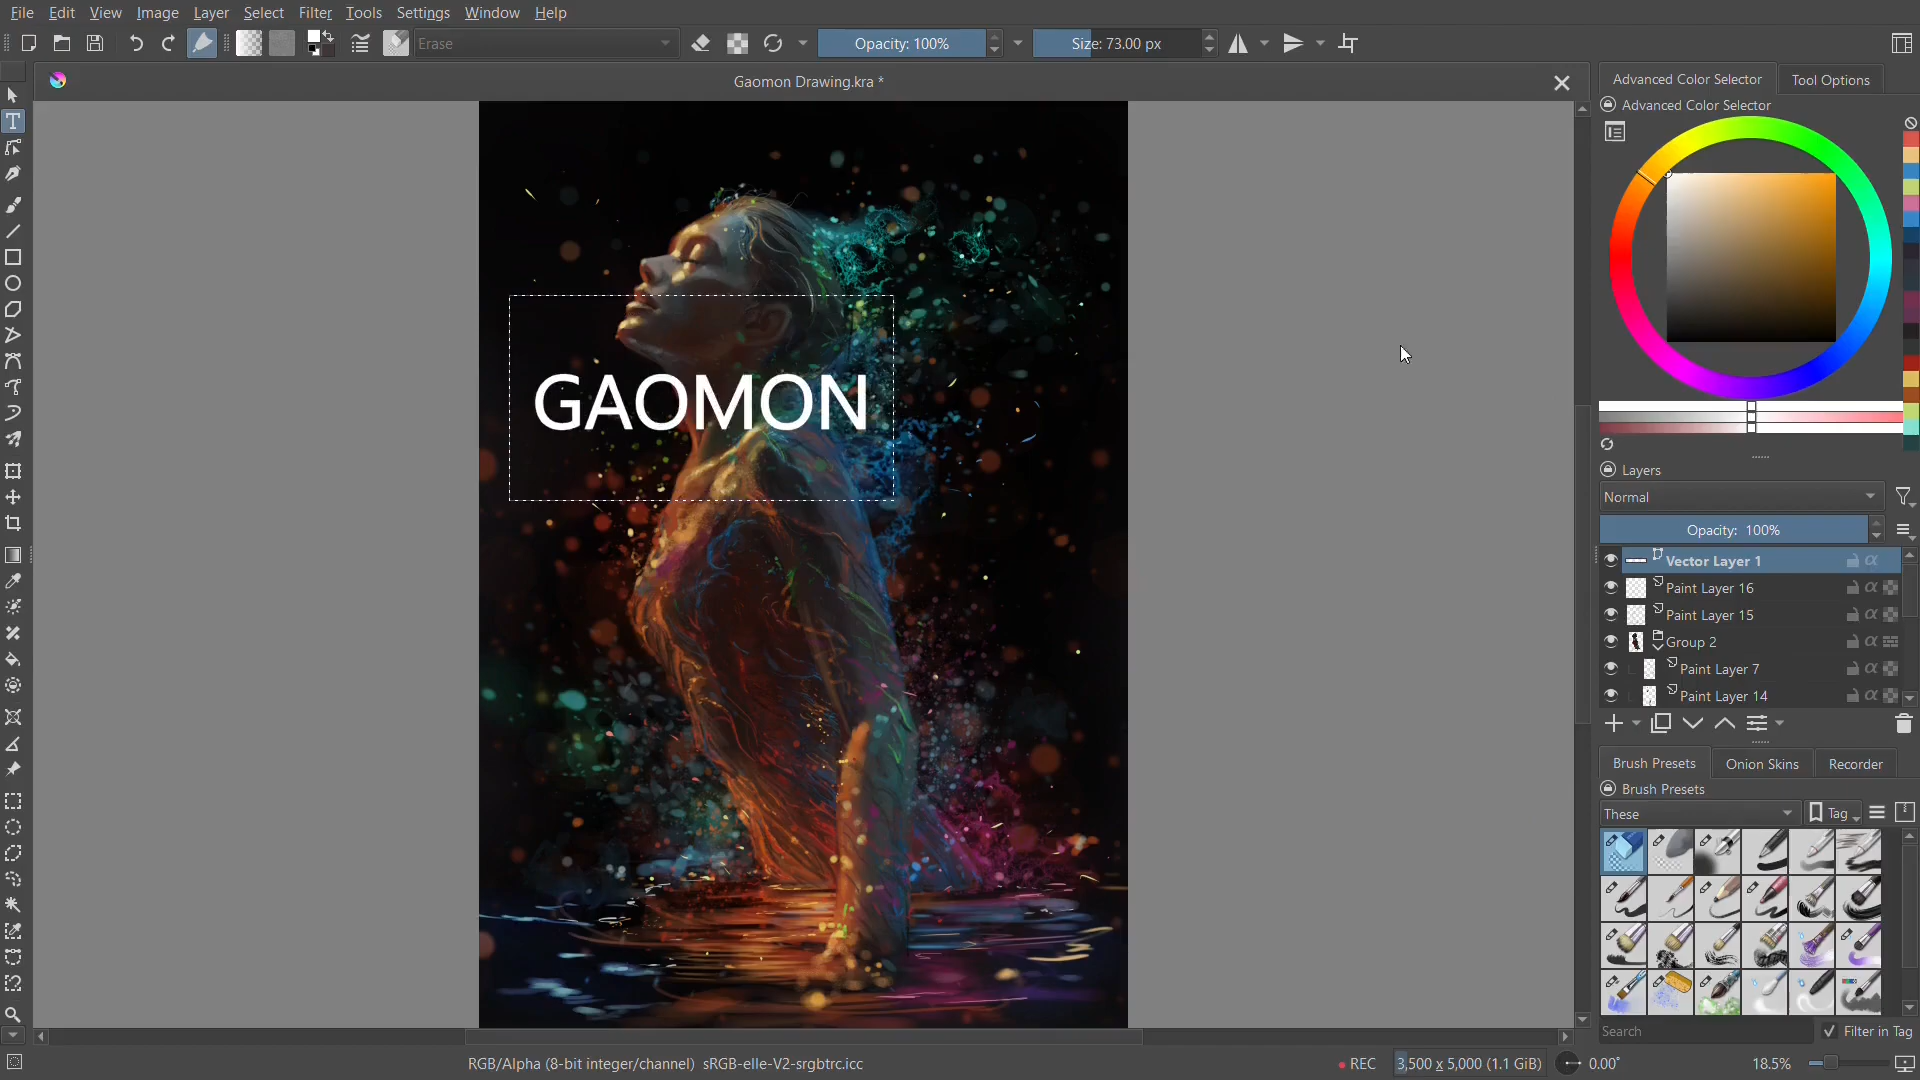 File Edit View Image Layer Select Filter Tools Settings Window Help
Erase Opacity: 100% Size: 73.00 px
Gaomon Drawing.kra *
GAOMON
Advanced Color Selector Tool Options
Advanced Color Selector
Layers
Normal
Opacity: 100%
Vector Layer 1
Paint Layer 16
Paint Layer 15
Group 2
Paint Layer 7
Paint Layer 14
Brush Presets Onion Skins Recorder
Brush Presets
These Tag
Search Filter in Tag
RGB/Alpha (8-bit integer/channel) sRGB-elle-V2-srgbtrc.icc REC 3,500 x 5,000 (1.1 GiB) 0.00° 18.5%